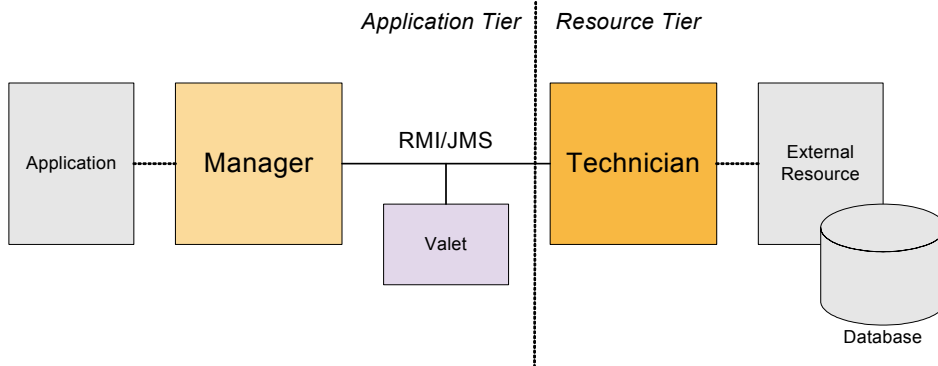 Application Tier
Resource Tier
Application
Manager
RMI/JMS
Valet
Technician
External
Resource
Database